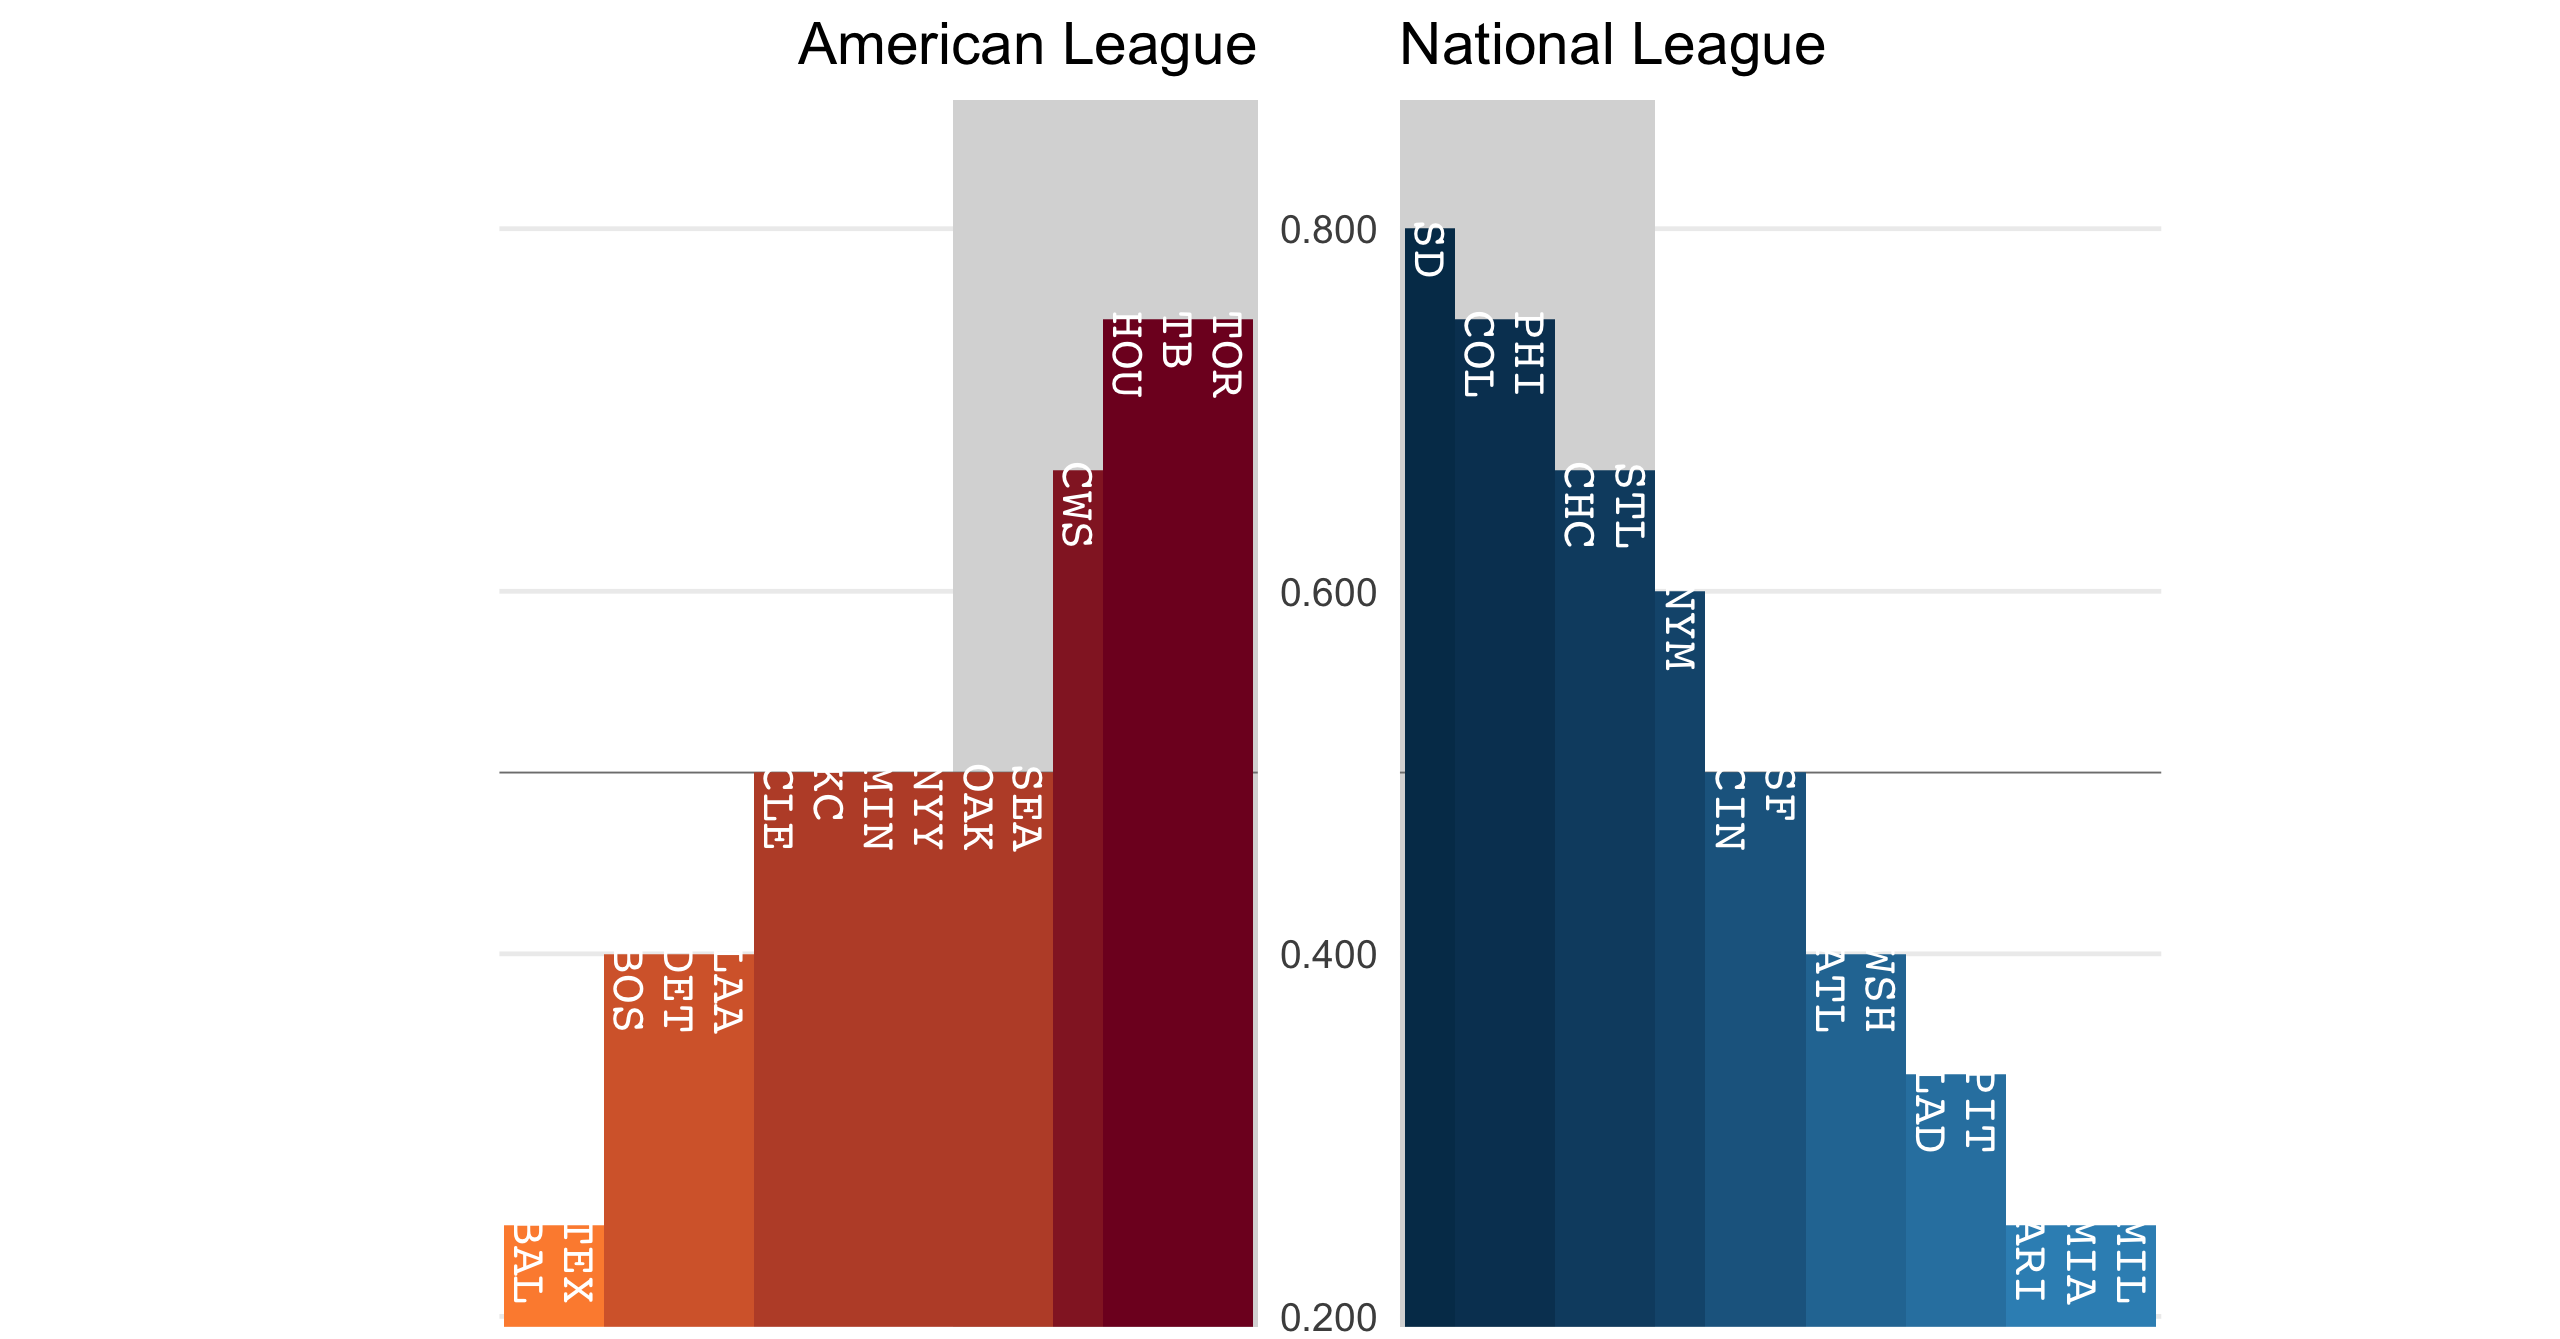 American League
National League
0.800
0.600
0.400
0.200
BAL
TEX
BOS
DET
LAA
CLE
KC
MIN
NYY
OAK
SEA
CWS
HOU
TB
TOR
SD
COL
PHI
CHC
STL
NYM
CIN
SF
ATL
WSH
LAD
PIT
ARI
MIA
MIL